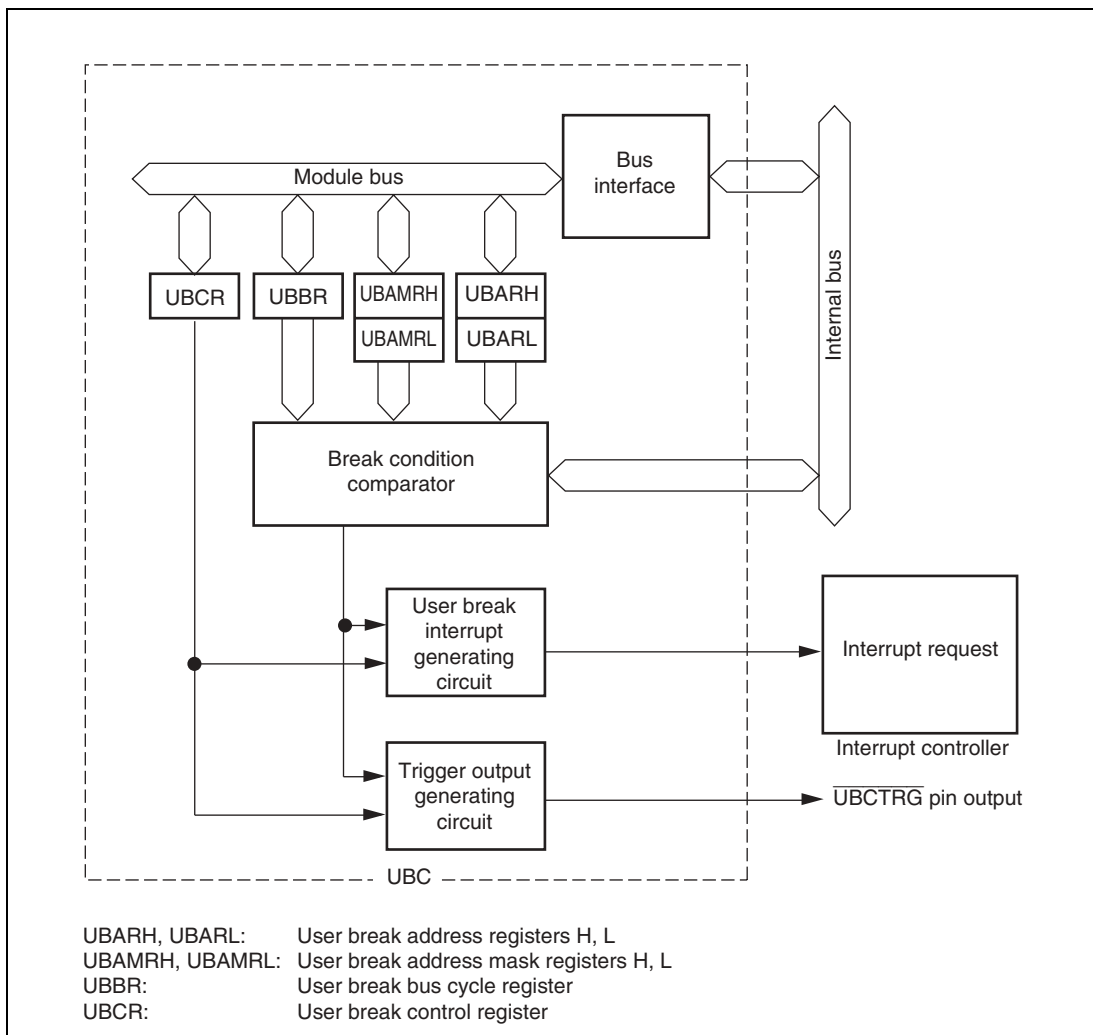 Bus
interface
Module bus
Internal bus
UBCR
UBBR
UBAMRH
UBAMRL
UBARH
UBARL
Break condition
comparator
User break
interrupt
generating
circuit
Interrupt request
Interrupt controller
Trigger output
generating
circuit
UBCTRG pin output
UBC
UBARH, UBARL: User break address registers H, L
UBAMRH, UBAMRL: User break address mask registers H, L
UBBR: User break bus cycle register
UBCR: User break control register